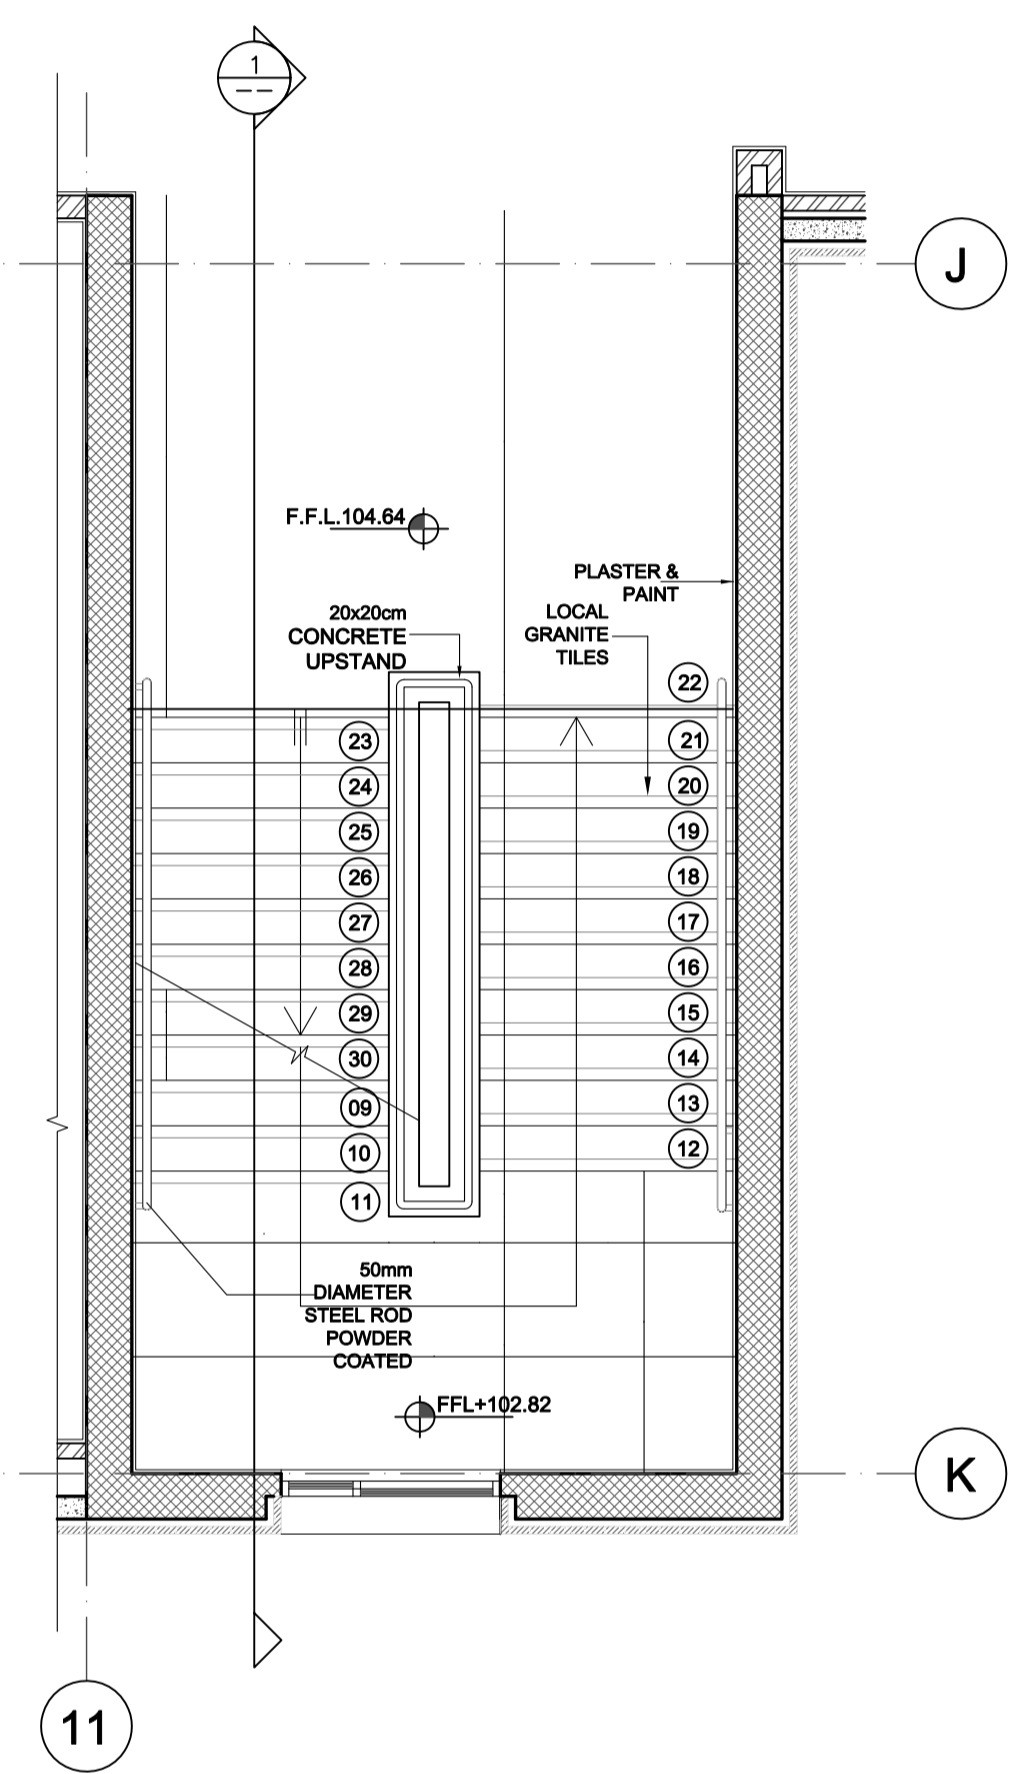 1
J
F.F.L.104.64
PLASTER &
PAINT
20x20cm
CONCRETE
UPSTAND
LOCAL
GRANITE
TILES
22
23
21
24
20
25
19
26
18
27
17
28
16
29
15
30
14
09
13
10
12
11
50mm
DIAMETER
STEEL ROD
POWDER
COATED
FFL+102.82
K
11